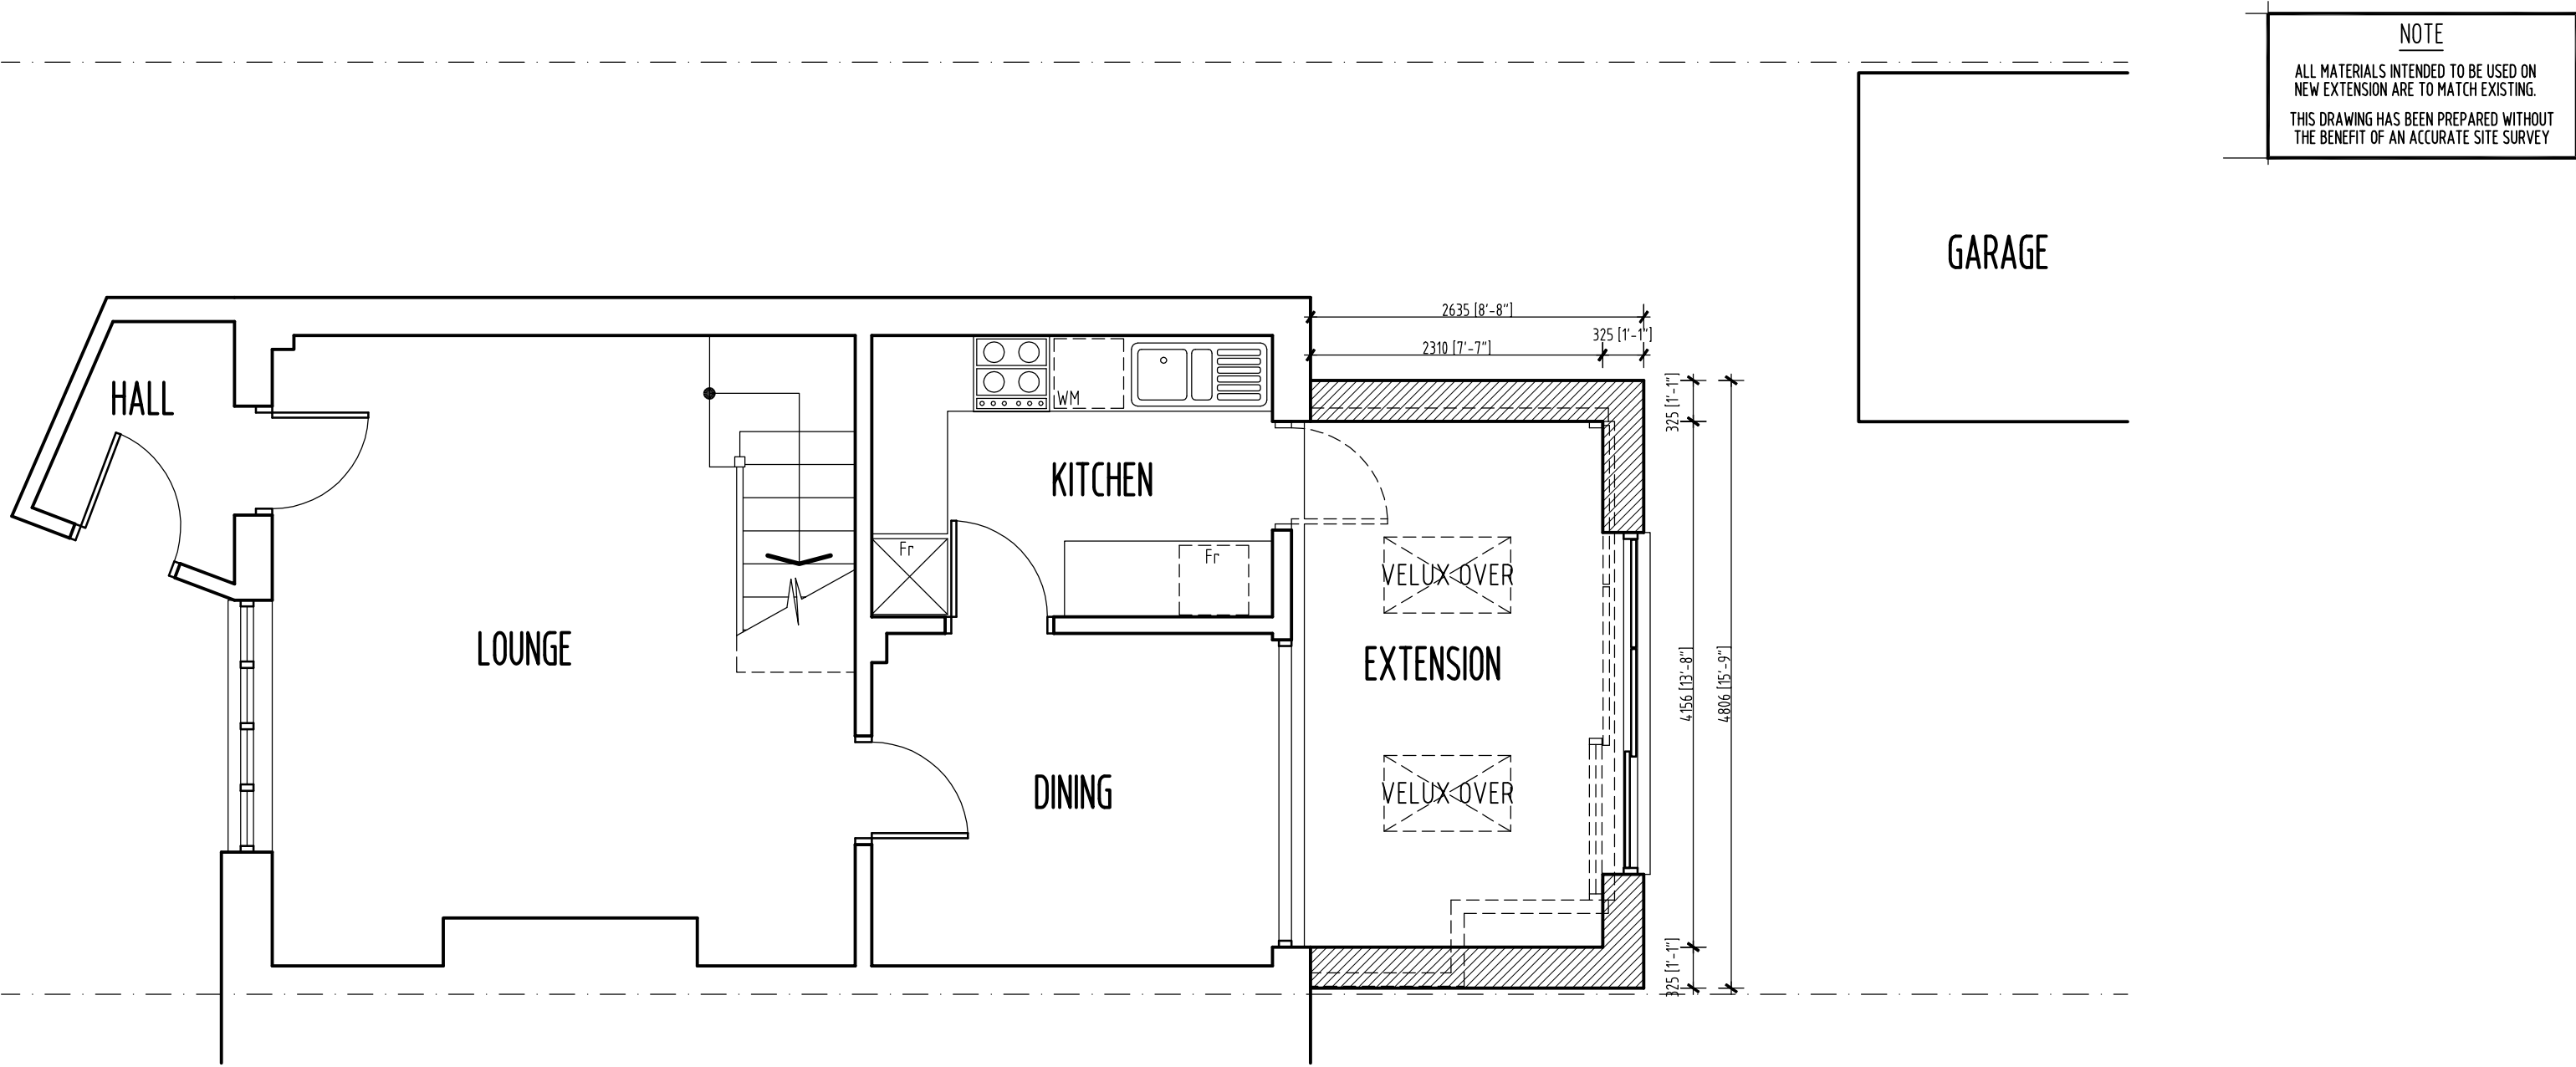 NOTE
ALL MATERIALS INTENDED TO BE USED ON
NEW EXTENSION ARE TO MATCH EXISTING.
THIS DRAWING HAS BEEN PREPARED WITHOUT
THE BENEFIT OF AN ACCURATE SITE SURVEY
GARAGE
2635 [8'-8"]
325 [1'-1"]
2310 [7'-7"]
325 [1'-1"]
HALL
WM
KITCHEN
Fr
Fr
VELUX OVER
LOUNGE
EXTENSION
4156 [13'-8"]
4806 [15'-9"]
DINING
VELUX OVER
325 [1'-1"]